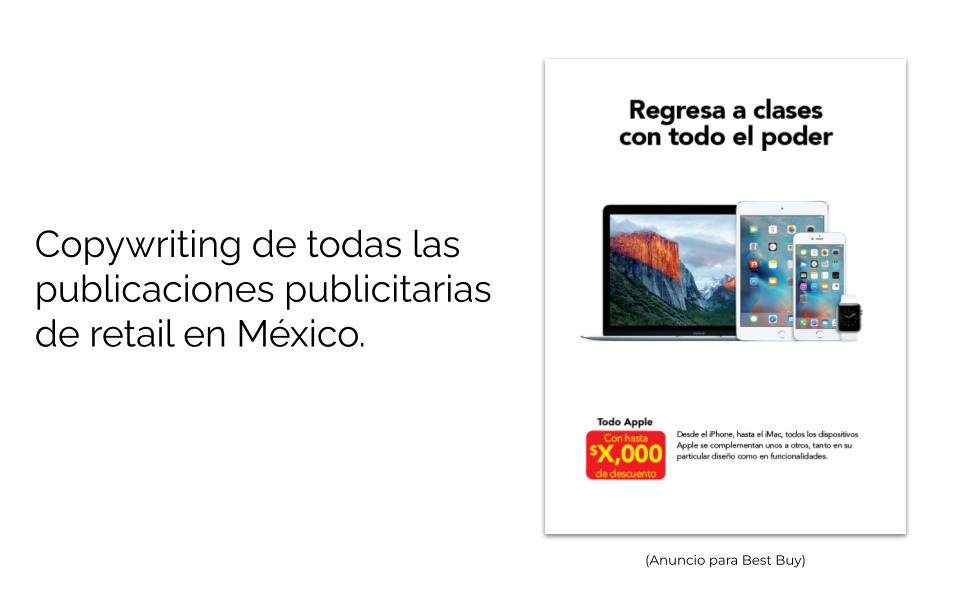 Copywriting de todas las
publicaciones publicitarias
de retail en México.
Regresa a clases
con todo el poder
Todo Apple
Con hasta
$X,000
de descuento
Desde el iPhone, hasta el iMac, todos los dispositivos
Apple se complementan unos a otros, tanto en su
particular diseño como en funcionalidades.
(Anuncio para Best Buy)